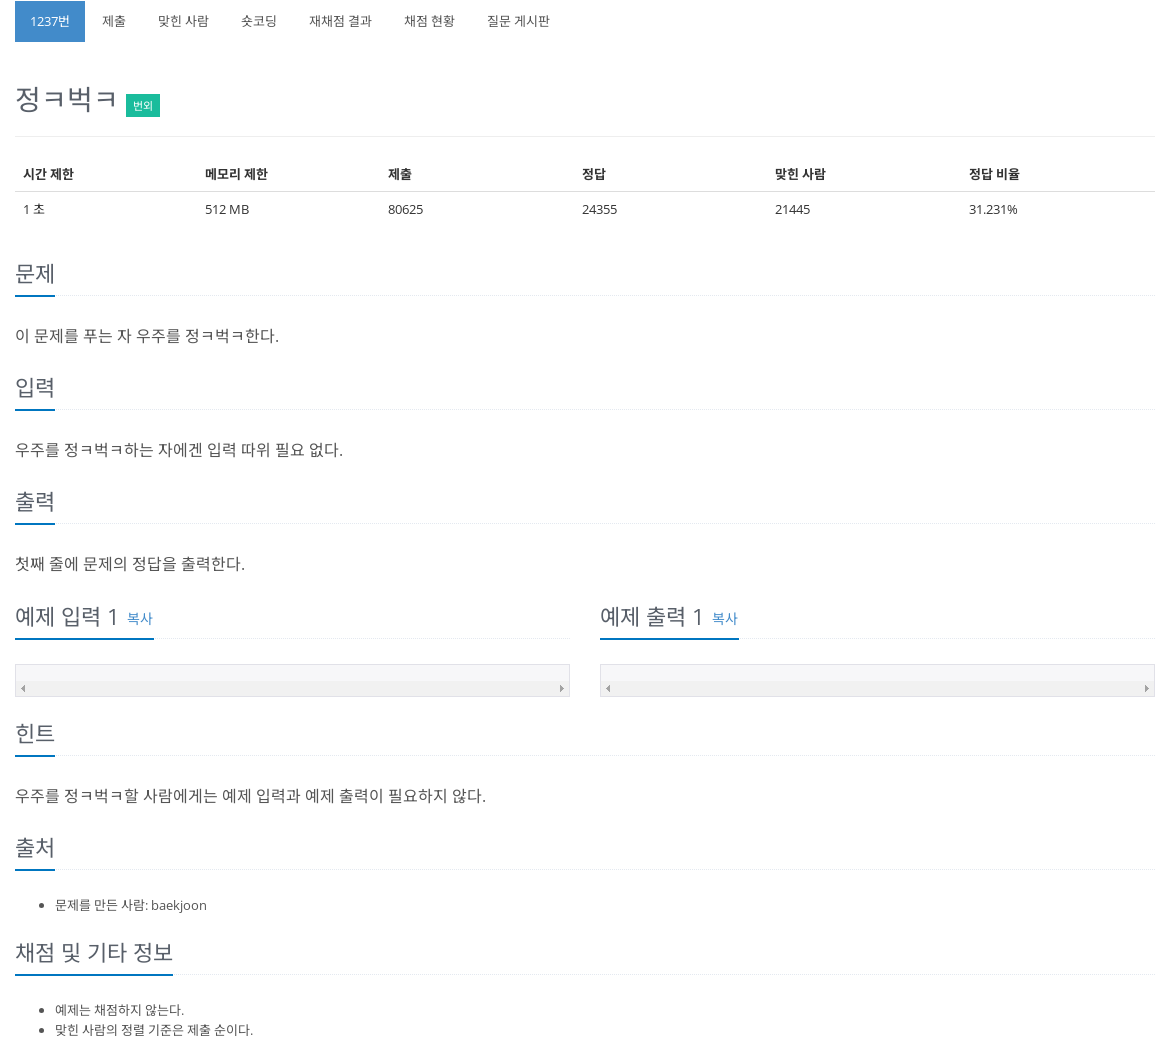 1237번 제출 맞힌 사람 숏코딩 재채점 결과 채점 현황 질문 게시판
정ㅋ벅ㅋ 번외
시간 제한 메모리 제한 제출 정답 맞힌 사람 정답 비율
1 초 512 MB 80625 24355 21445 31.231%
문제
이 문제를 푸는 자 우주를 정ㅋ벅ㅋ한다.
입력
우주를 정ㅋ벅ㅋ하는 자에겐 입력 따위 필요 없다.
출력
첫째 줄에 문제의 정답을 출력한다.
예제 입력 1 복사 예제 출력 1 복사
힌트
우주를 정ㅋ벅ㅋ할 사람에게는 예제 입력과 예제 출력이 필요하지 않다.
출처
문제를 만든 사람: baekjoon
채점 및 기타 정보
예제는 채점하지 않는다.
맞힌 사람의 정렬 기준은 제출 순이다.